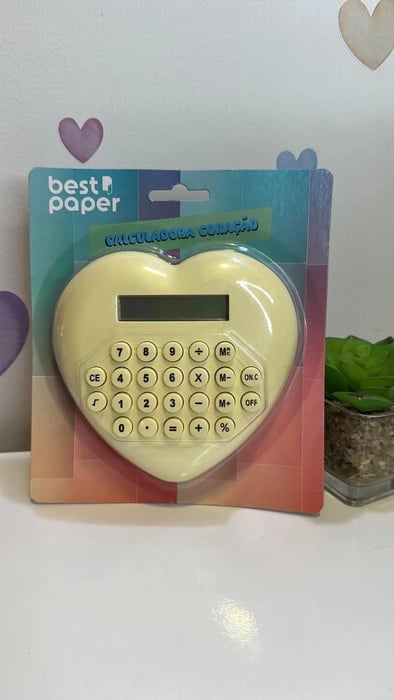 best
paper
CALCULADORA CORAÇÃO
7 8 9 ÷ MRC
CE 4 5 6 X M− ON.C
√ 1 2 3 − M+ OFF
0 · = + %